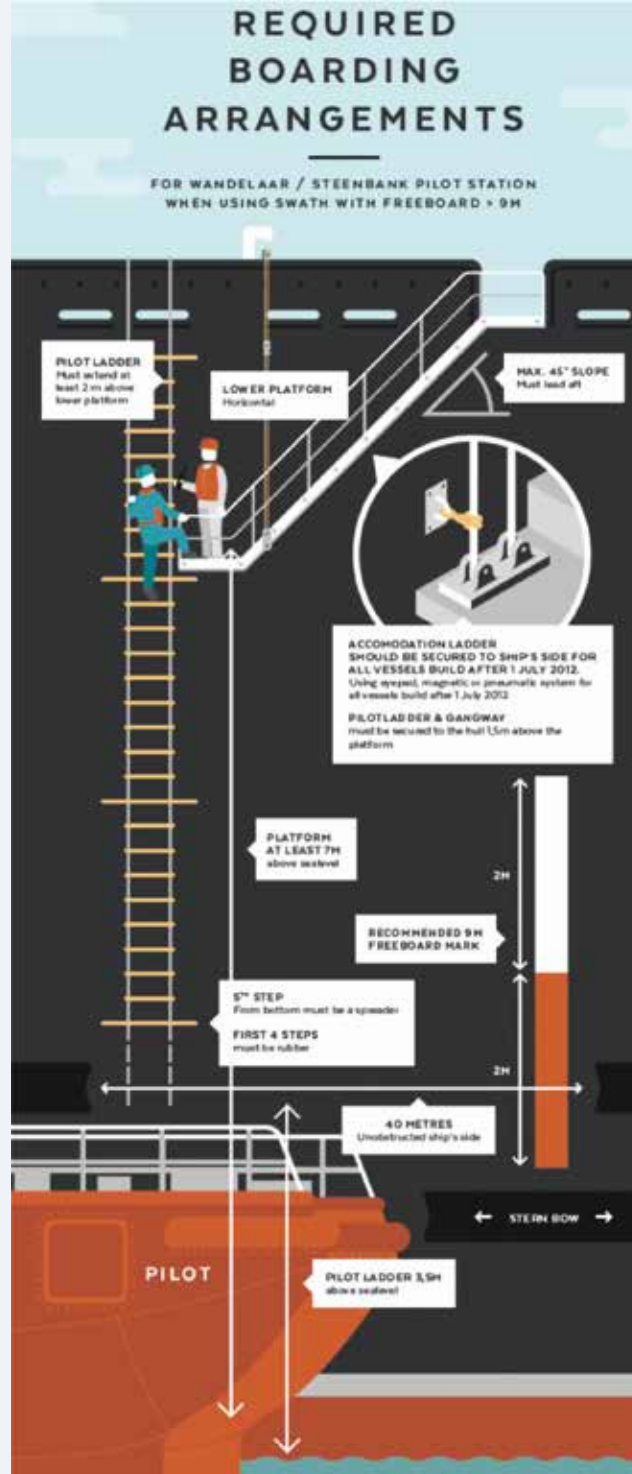 REQUIRED
BOARDING
ARRANGEMENTS
FOR WANDELAAR / STEENBANK PILOT STATION
WHEN USING SWATH WITH FREEBOARD > 9M
PILOT LADDER
Must extend at
least 2 m above
lower platform
LOWER PLATFORM
Horizontal
MAX. 45° SLOPE
Must lead aft
ACCOMODATION LADDER
SHOULD BE SECURED TO SHIP'S SIDE FOR
ALL VESSELS BUILD AFTER 1 JULY 2012.
Using eyepad, magnetic or pneumatic system for
all vessels build after 1 July 2012
PILOTLADDER & GANGWAY
must be secured to the hull 1,5m above the
platform
PLATFORM
AT LEAST 7M
above sealevel
2M
RECOMMENDED 9M
FREEBOARD MARK
5TH STEP
From bottom must be a spreader
FIRST 4 STEPS
must be rubber
2M
40 METRES
Unobstructed ship's side
← STERN BOW →
PILOT
PILOT LADDER 3,5M
above sealevel